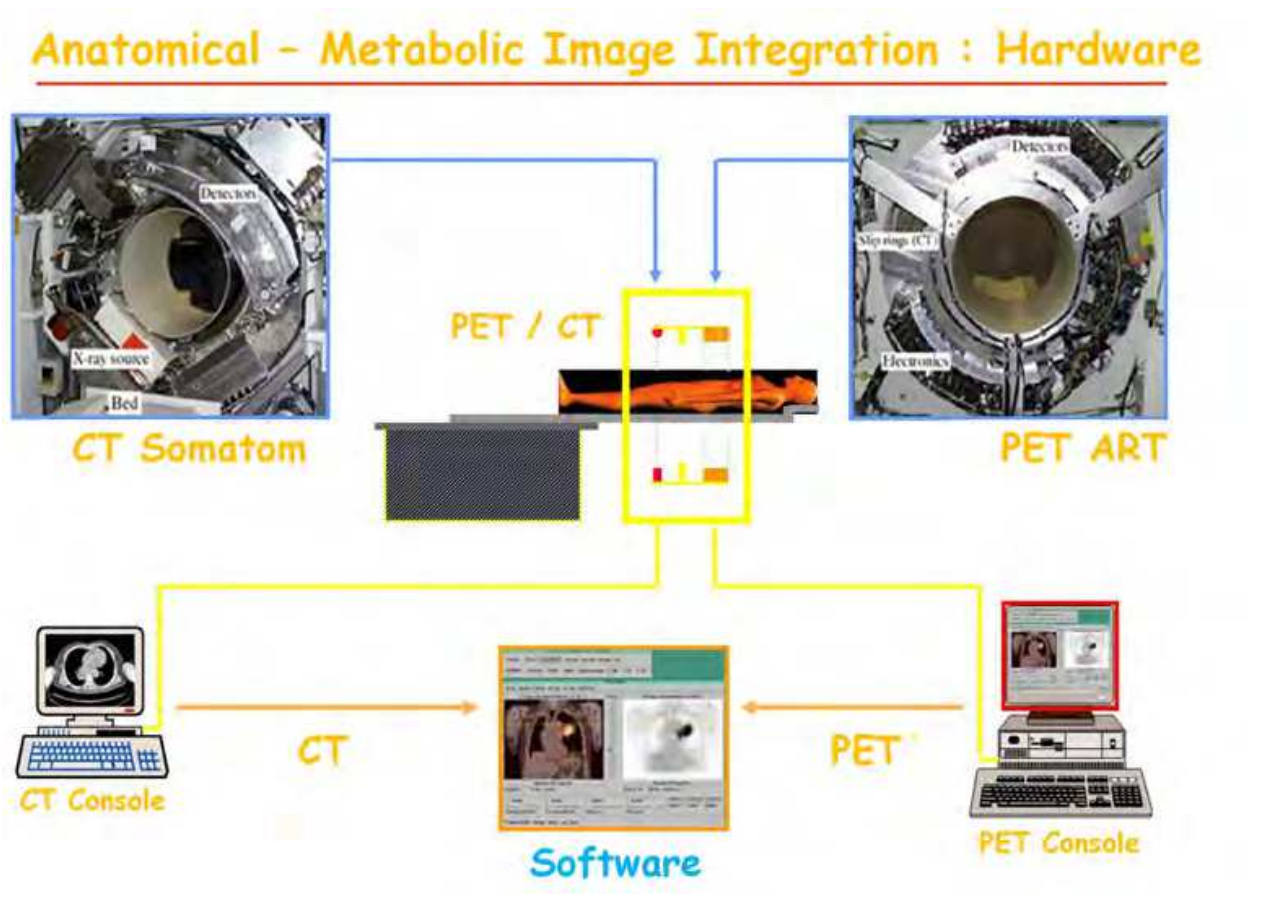 Anatomical - Metabolic Image Integration : Hardware
Detectors
X-ray source
Bed
CT Somatom
PET / CT
Detectors
Slip rings (CT)
Electronics
PET ART
CT
PET
CT Console
Software
PET Console